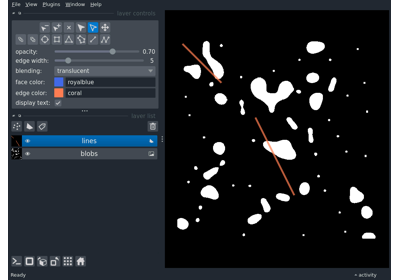 File View Plugins Window Help
layer controls
opacity: 0.70
edge width: 5
blending: translucent
face color: royalblue
edge color: coral
display text:
layer list
lines
blobs
Ready
activity